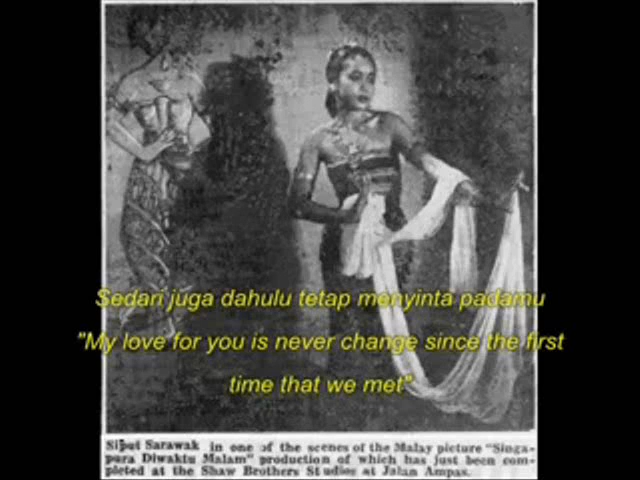 Sedari juga dahulu tetap menyinta padamu
"My love for you is never change since the first
time that we met"
Siput Sarawak in one of the scenes of the Malay picture "Singa-
pura Diwaktu Malam" production of which has just been com-
pleted at the Shaw Brothers Studios at Jalan Ampas.